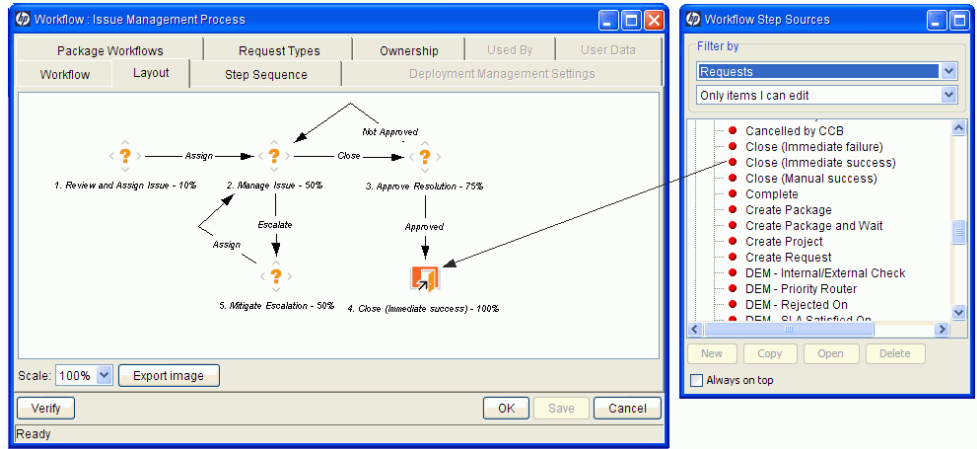 Workflow : Issue Management Process
Package Workflows
Request Types
Ownership
Used By
User Data
Workflow
Layout
Step Sequence
Deployment Management Settings
Not Approved
Assign
Close
1. Review and Assign Issue - 10%
2. Manage Issue - 50%
3. Approve Resolution - 75%
Escalate
Approved
Assign
5. Mitigate Escalation - 50%
4. Close (Immediate success) - 100%
Scale: 100%
Export image
Verify
OK
Save
Cancel
Ready
Workflow Step Sources
Filter by
Requests
Only items I can edit
Cancelled by CCB
Close (Immediate failure)
Close (Immediate success)
Close (Manual success)
Complete
Create Package
Create Package and Wait
Create Project
Create Request
DEM - Internal/External Check
DEM - Priority Router
DEM - Rejected On
DEM - SLA Satisfied On
New
Copy
Open
Delete
Always on top